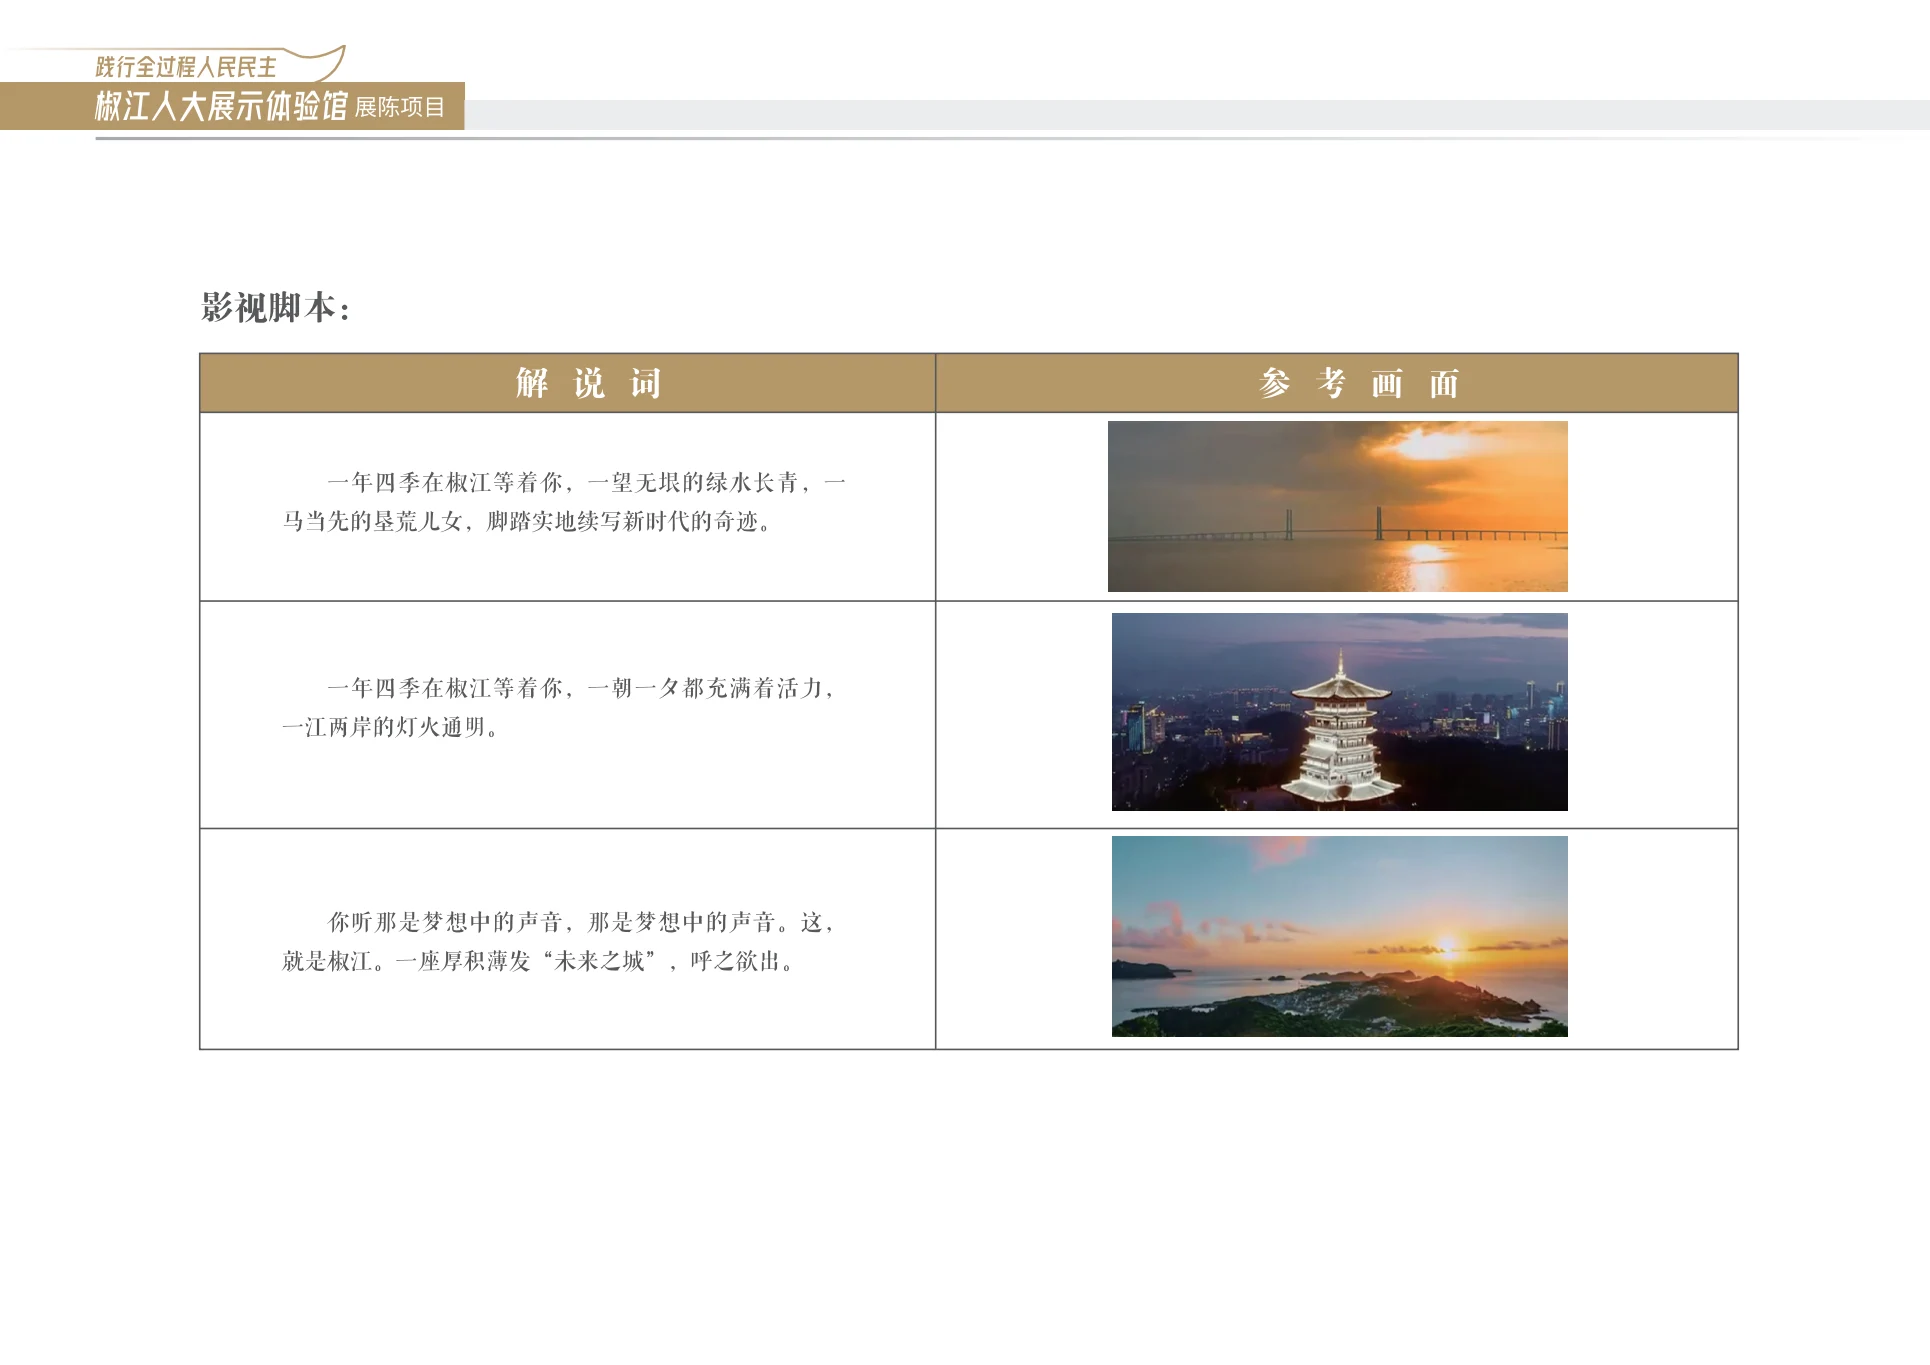 践行全过程人民民主
椒江人大展示体验馆 展陈项目
影视脚本：
解说词
参考画面
一年四季在椒江等着你，一望无垠的绿水长青，一
马当先的垦荒儿女，脚踏实地续写新时代的奇迹。
一年四季在椒江等着你，一朝一夕都充满着活力，
一江两岸的灯火通明。
你听那是梦想中的声音，那是梦想中的声音。这，
就是椒江。一座厚积薄发“未来之城”，呼之欲出。